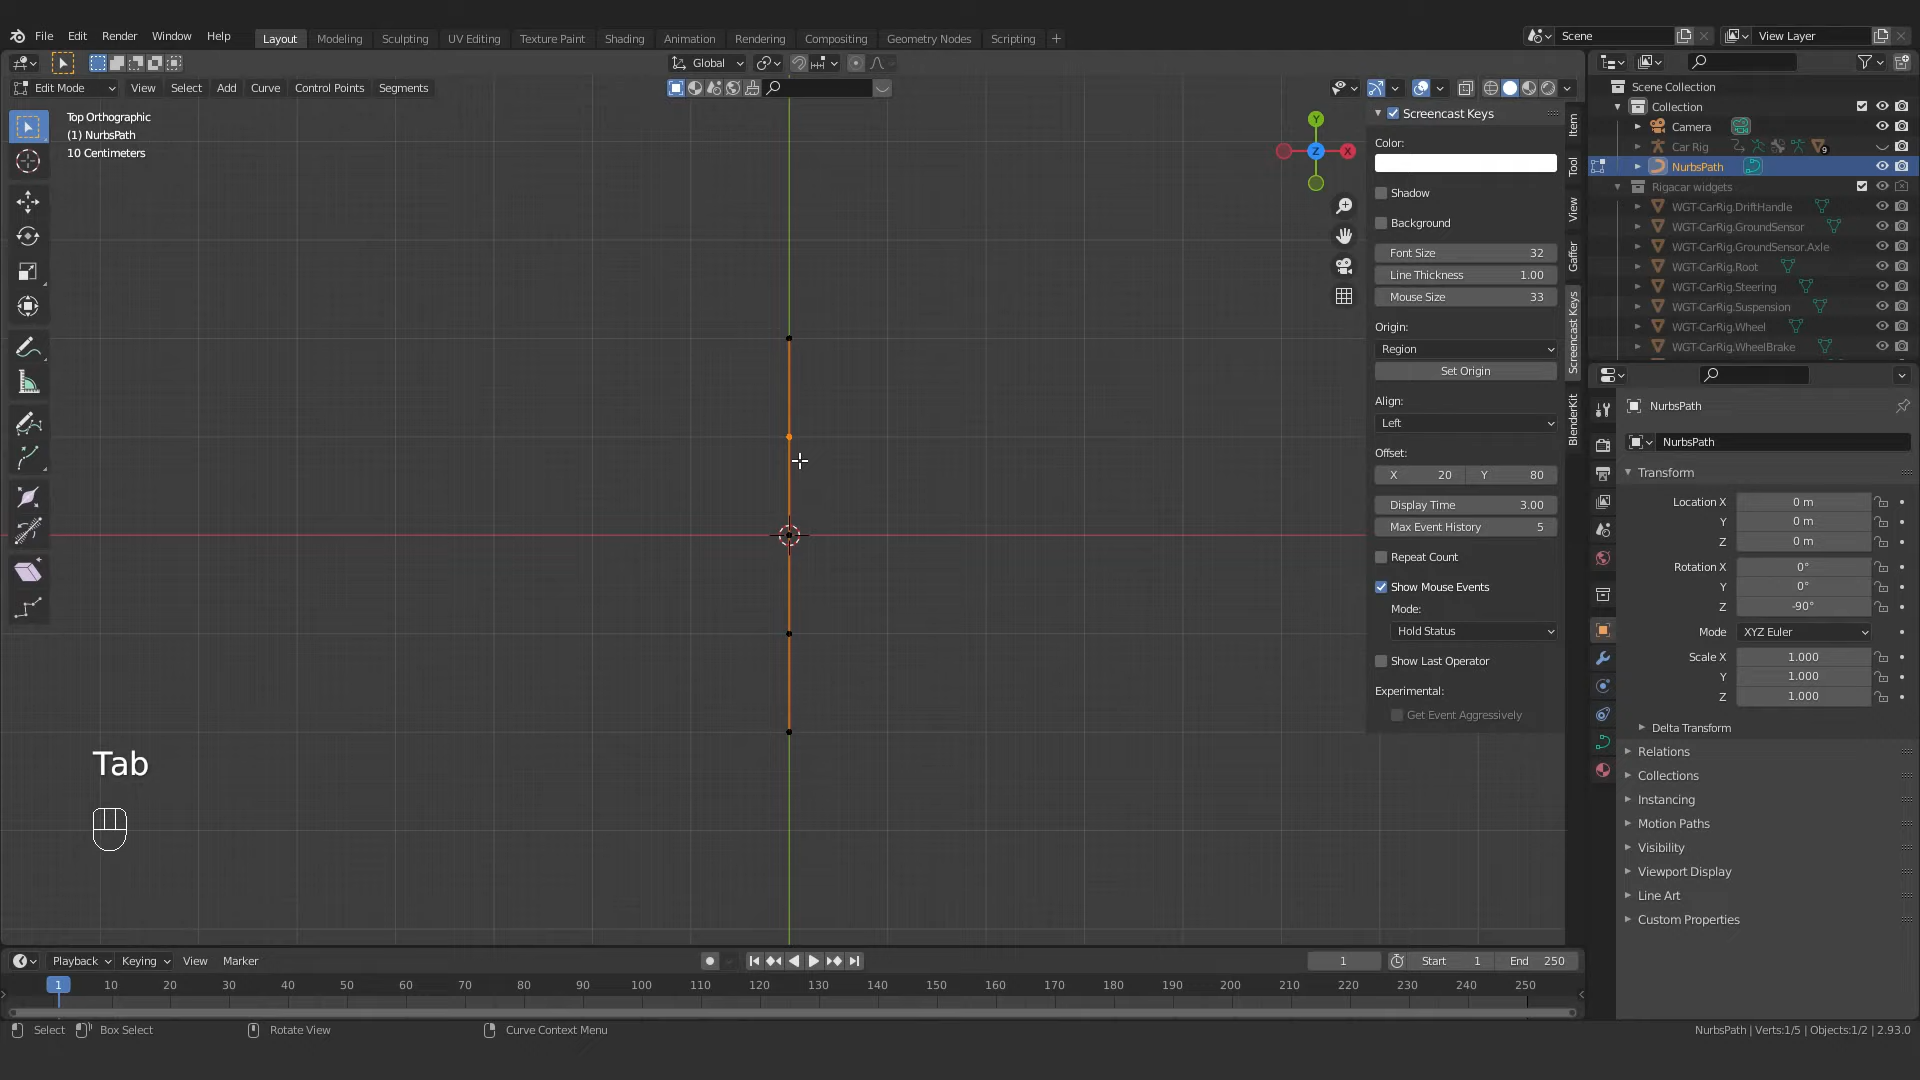 File Edit Render Window Help Layout Modeling Sculpting UV Editing Texture Paint Shading Animation Rendering Compositing Geometry Nodes Scripting + Scene View Layer
Global
Edit Mode View Select Add Curve Control Points Segments
Top Orthographic
(1) NurbsPath
10 Centimeters
Y
Z
X
Screencast Keys
Color:
Shadow
Background
Font Size 32
Line Thickness 1.00
Mouse Size 33
Origin:
Region
Set Origin
Align:
Left
Offset:
X 20 Y 80
Display Time 3.00
Max Event History 5
Repeat Count
Show Mouse Events
Mode:
Hold Status
Show Last Operator
Experimental:
Get Event Aggressively
Item
Tool
View
Gaffer
Screencast Keys
BlenderKit
Scene Collection
Collection
Camera
Car Rig 9
NurbsPath
Rigacar widgets
WGT-CarRig.DriftHandle
WGT-CarRig.GroundSensor
WGT-CarRig.GroundSensor.Axle
WGT-CarRig.Root
WGT-CarRig.Steering
WGT-CarRig.Suspension
WGT-CarRig.Wheel
WGT-CarRig.WheelBrake
NurbsPath
NurbsPath
Transform
Location X 0 m
Y 0 m
Z 0 m
Rotation X 0°
Y 0°
Z -90°
Mode XYZ Euler
Scale X 1.000
Y 1.000
Z 1.000
Delta Transform
Relations
Collections
Instancing
Motion Paths
Visibility
Viewport Display
Line Art
Custom Properties
Tab
Playback Keying View Marker 1 Start 1 End 250
1 10 20 30 40 50 60 70 80 90 100 110 120 130 140 150 160 170 180 190 200 210 220 230 240 250
Select Box Select Rotate View Curve Context Menu NurbsPath | Verts:1/5 | Objects:1/2 | 2.93.0